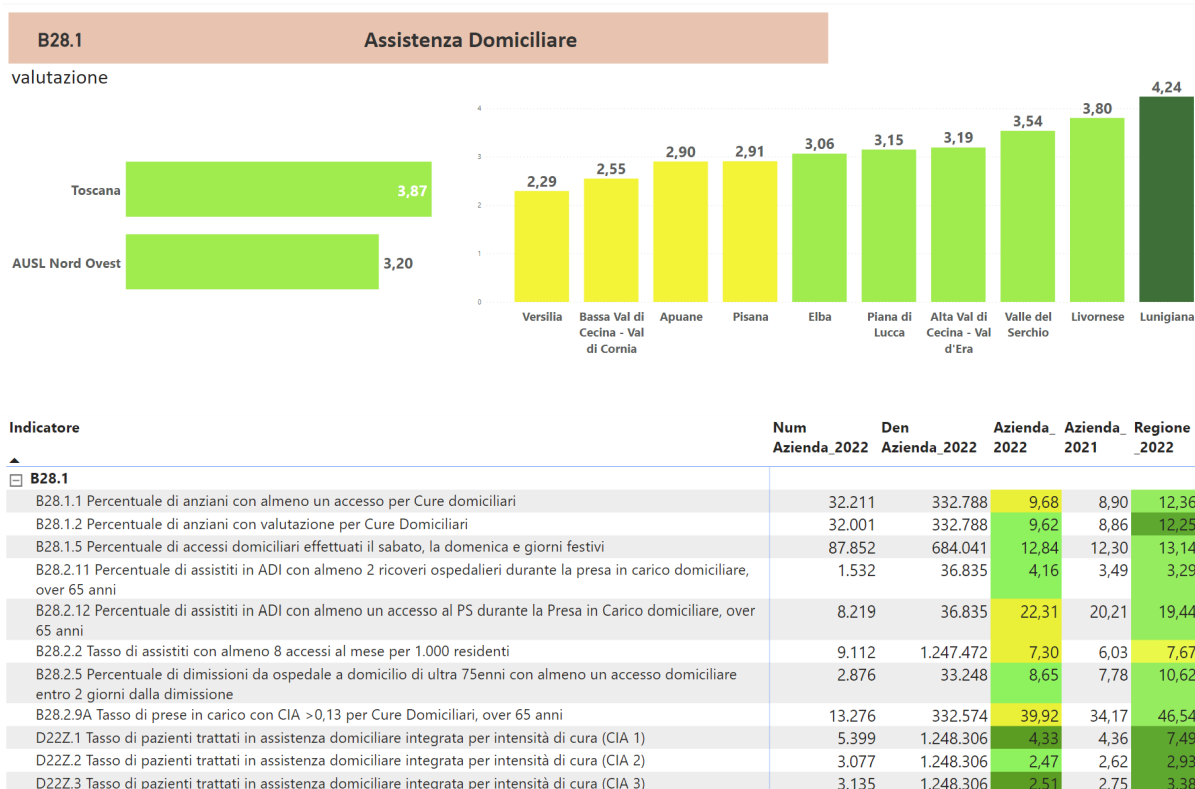 B28.1 Assistenza Domiciliare
valutazione
Toscana 3,87
AUSL Nord Ovest 3,20
4
3
2
1
0
2,29 2,55 2,90 2,91 3,06 3,15 3,19 3,54 3,80 4,24
Versilia Bassa Val di Apuane Pisana Elba Piana di Alta Val di Valle del Livornese Lunigiana
Cecina - Val Lucca Cecina - Val Serchio
di Cornia d'Era
Indicatore Num Den Azienda_ Azienda_ Regione
Azienda_2022 Azienda_2022 2022 2021 _2022
B28.1
B28.1.1 Percentuale di anziani con almeno un accesso per Cure domiciliari 32.211 332.788 9,68 8,90 12,36
B28.1.2 Percentuale di anziani con valutazione per Cure Domiciliari 32.001 332.788 9,62 8,86 12,25
B28.1.5 Percentuale di accessi domiciliari effettuati il sabato, la domenica e giorni festivi 87.852 684.041 12,84 12,30 13,14
B28.2.11 Percentuale di assistiti in ADI con almeno 2 ricoveri ospedalieri durante la presa in carico domiciliare, 1.532 36.835 4,16 3,49 3,29
over 65 anni
B28.2.12 Percentuale di assistiti in ADI con almeno un accesso al PS durante la Presa in Carico domiciliare, over 8.219 36.835 22,31 20,21 19,44
65 anni
B28.2.2 Tasso di assistiti con almeno 8 accessi al mese per 1.000 residenti 9.112 1.247.472 7,30 6,03 7,67
B28.2.5 Percentuale di dimissioni da ospedale a domicilio di ultra 75enni con almeno un accesso domiciliare 2.876 33.248 8,65 7,78 10,62
entro 2 giorni dalla dimissione
B28.2.9A Tasso di prese in carico con CIA >0,13 per Cure Domiciliari, over 65 anni 13.276 332.574 39,92 34,17 46,54
D22Z.1 Tasso di pazienti trattati in assistenza domiciliare integrata per intensità di cura (CIA 1) 5.399 1.248.306 4,33 4,36 7,49
D22Z.2 Tasso di pazienti trattati in assistenza domiciliare integrata per intensità di cura (CIA 2) 3.077 1.248.306 2,47 2,62 2,93
D22Z.3 Tasso di pazienti trattati in assistenza domiciliare integrata per intensità di cura (CIA 3) 3.135 1.248.306 2,51 2,75 3,38